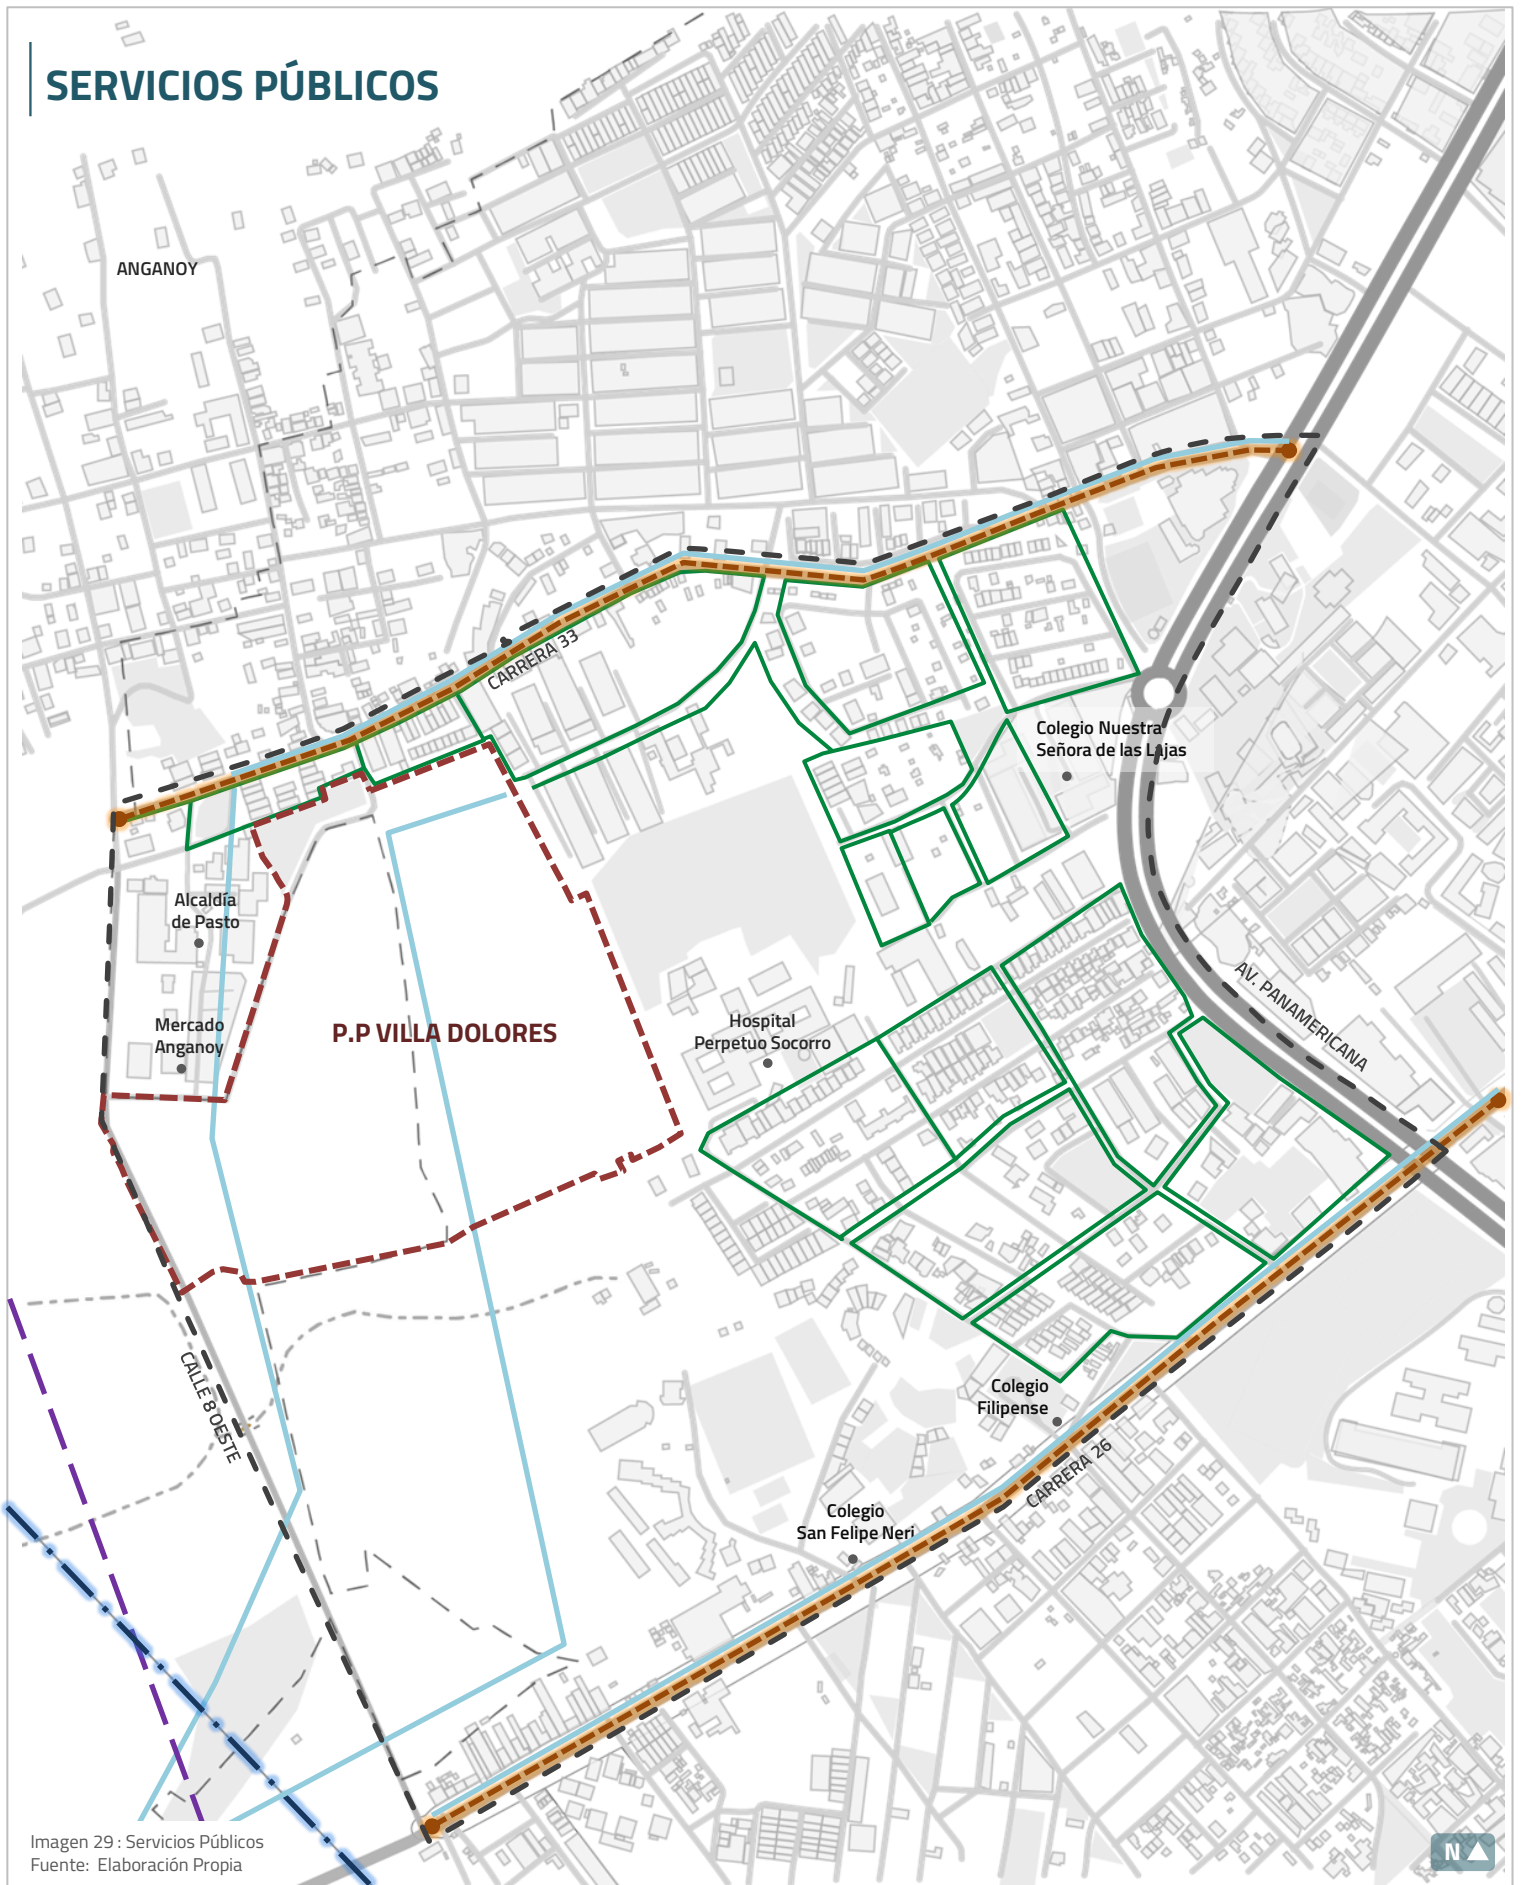 SERVICIOS PÚBLICOS
ANGANOY
CARRERA 33
Colegio Nuestra
Señora de las Lajas
Alcaldía
de Pasto
AV. PANAMERICANA
Mercado
Anganoy
P.P VILLA DOLORES
Hospital
Perpetuo Socorro
CALLE 8 OESTE
Colegio
Filipense
CARRERA 26
Colegio
San Felipe Neri
Imagen 29 : Servicios Públicos
Fuente: Elaboración Propia
N